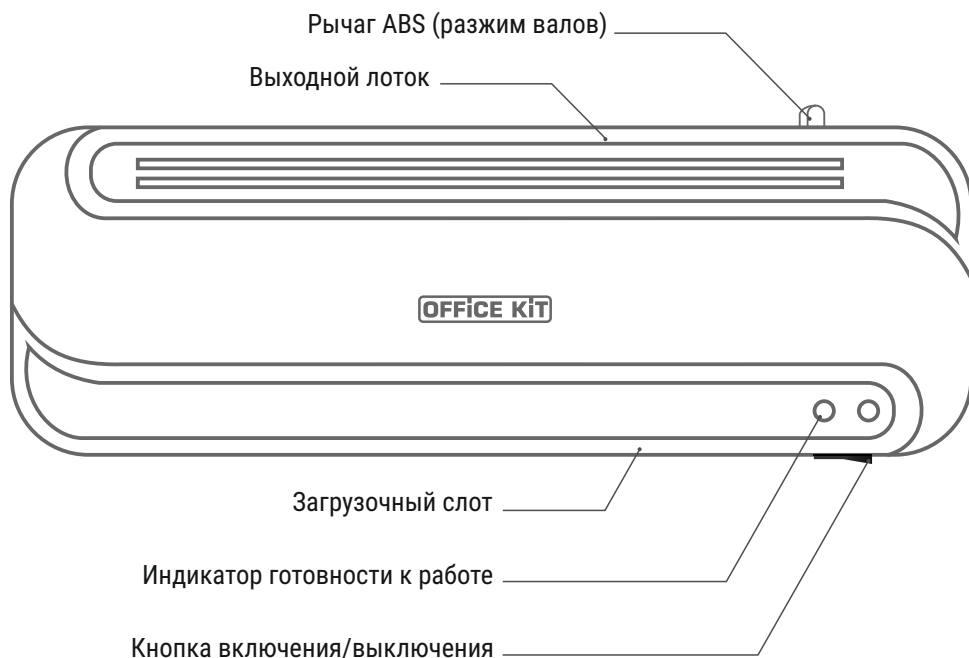 Рычаг ABS (разжим валов)
Выходной лоток
OFFiCE KiT
Загрузочный слот
Индикатор готовности к работе
Кнопка включения/выключения